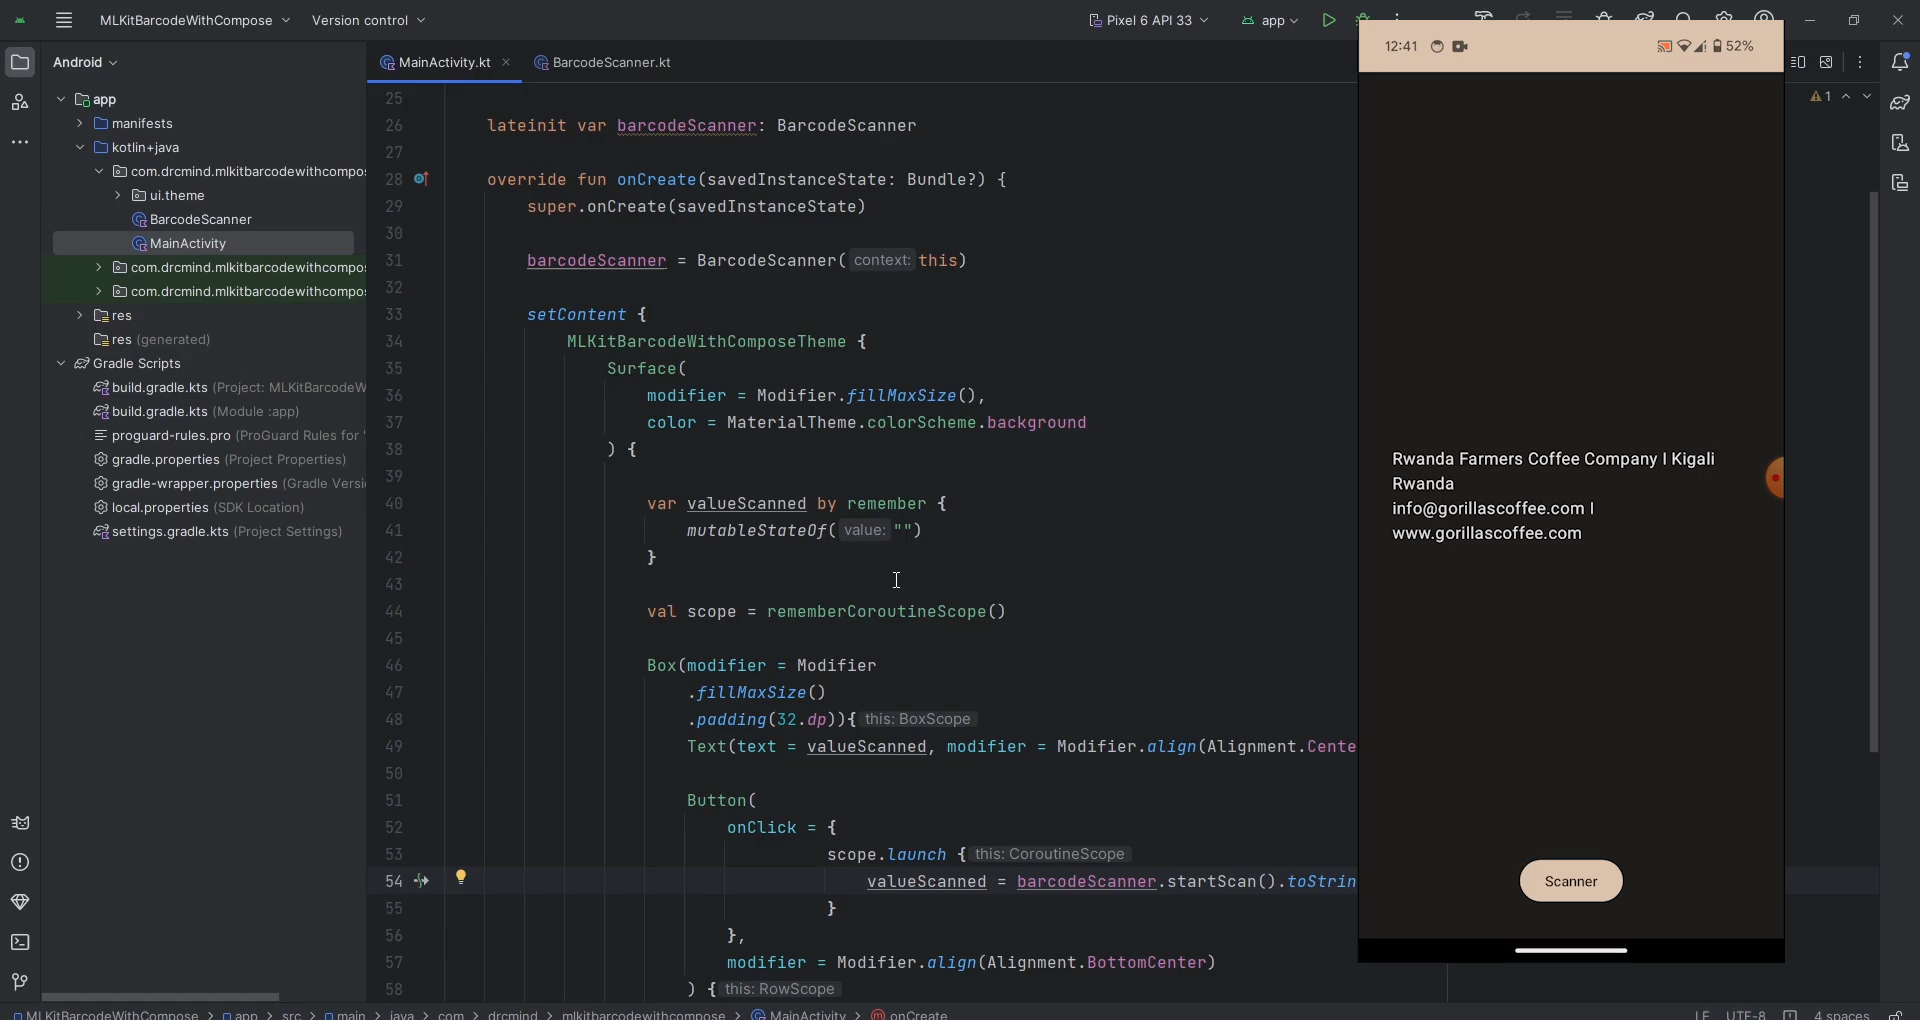 MLKitBarcodeWithCompose
Version control
Pixel 6 API 33
app
Android
MainActivity.kt
BarcodeScanner.kt
app
manifests
kotlin+java
com.drcmind.mlkitbarcodewithcompos
ui.theme
BarcodeScanner
MainActivity
com.drcmind.mlkitbarcodewithcompos
com.drcmind.mlkitbarcodewithcompos
res
res (generated)
Gradle Scripts
build.gradle.kts (Project: MLKitBarcodeW
build.gradle.kts (Module :app)
proguard-rules.pro (ProGuard Rules for "
gradle.properties (Project Properties)
gradle-wrapper.properties (Gradle Versi
local.properties (SDK Location)
settings.gradle.kts (Project Settings)
25
26 lateinit var barcodeScanner: BarcodeScanner
27
28 override fun onCreate(savedInstanceState: Bundle?) {
29 super.onCreate(savedInstanceState)
30
31 barcodeScanner = BarcodeScanner( context: this)
32
33 setContent {
34 MLKitBarcodeWithComposeTheme {
35 Surface(
36 modifier = Modifier.fillMaxSize(),
37 color = MaterialTheme.colorScheme.background
38 ) {
39
40 var valueScanned by remember {
41 mutableStateOf( value: "")
42 }
43
44 val scope = rememberCoroutineScope()
45
46 Box(modifier = Modifier
47 .fillMaxSize()
48 .padding(32.dp)){ this: BoxScope
49 Text(text = valueScanned, modifier = Modifier.align(Alignment.Cente
50
51 Button(
52 onClick = {
53 scope.launch { this: CoroutineScope
54 valueScanned = barcodeScanner.startScan().toStrin
55 }
56 },
57 modifier = Modifier.align(Alignment.BottomCenter)
58 ) { this: RowScope
1
12:41
52%
Rwanda Farmers Coffee Company I Kigali
Rwanda
info@gorillascoffee.com I
www.gorillascoffee.com
Scanner
MLKitBarcodeWithCompose > app > src > main > java > com > drcmind > mlkitbarcodewithcompose > MainActivity > onCreate
LF UTF-8 4 spaces